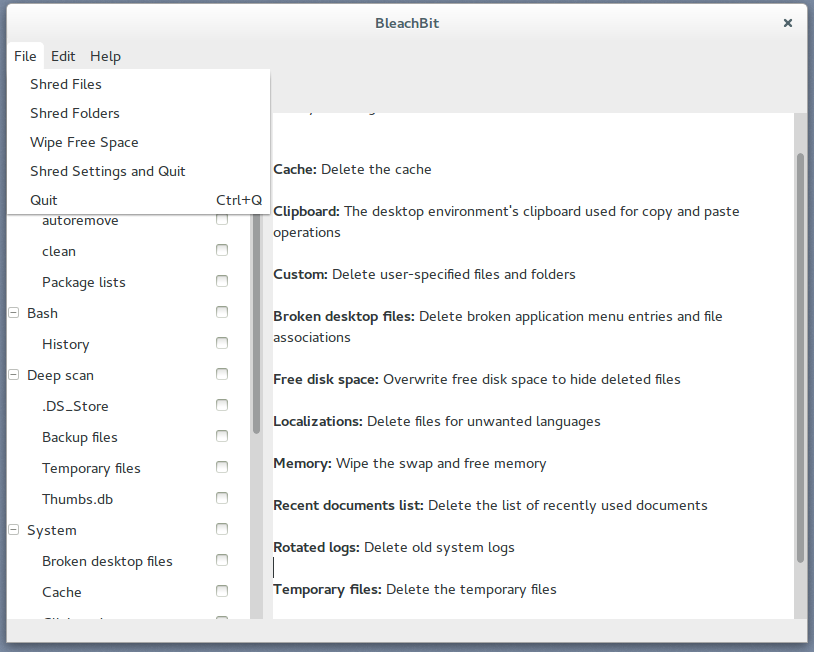 BleachBit
File Edit Help
Shred Files
Shred Folders
Wipe Free Space
Shred Settings and Quit
Quit Ctrl+Q
autoremove
clean
Package lists
Bash
History
Deep scan
.DS_Store
Backup files
Temporary files
Thumbs.db
System
Broken desktop files
Cache
Cache: Delete the cache
Clipboard: The desktop environment's clipboard used for copy and paste
operations
Custom: Delete user-specified files and folders
Broken desktop files: Delete broken application menu entries and file
associations
Free disk space: Overwrite free disk space to hide deleted files
Localizations: Delete files for unwanted languages
Memory: Wipe the swap and free memory
Recent documents list: Delete the list of recently used documents
Rotated logs: Delete old system logs
Temporary files: Delete the temporary files